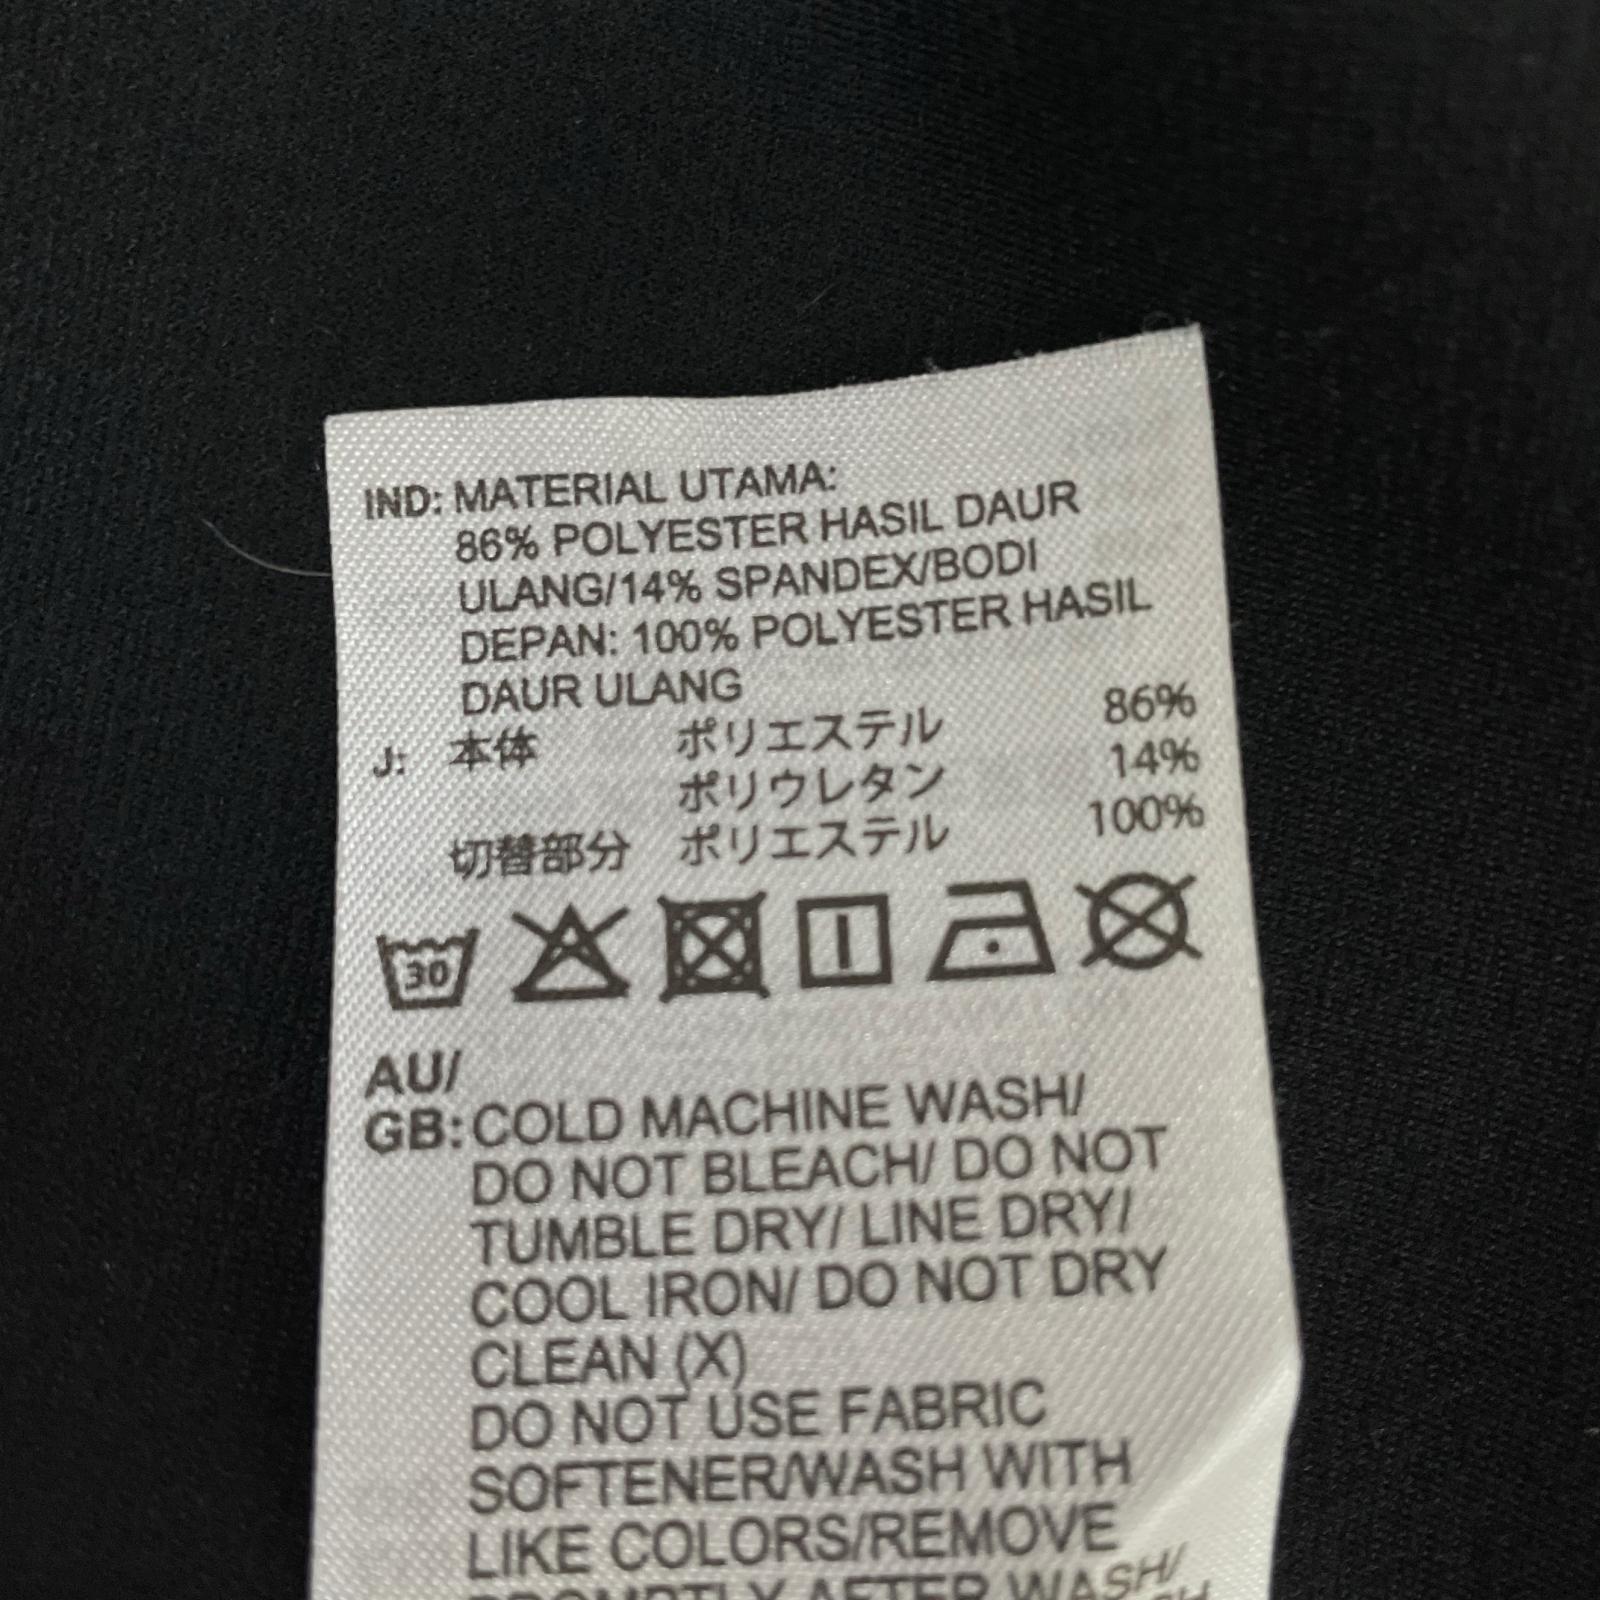 IND: MATERIAL UTAMA:
86% POLYESTER HASIL DAUR
ULANG/14% SPANDEX/BODI
DEPAN: 100% POLYESTER HASIL
DAUR ULANG
J: 本体 ポリエステル 86%
ポリウレタン 14%
切替部分 ポリエステル 100%
30
AU/
GB: COLD MACHINE WASH/
DO NOT BLEACH/ DO NOT
TUMBLE DRY/ LINE DRY/
COOL IRON/ DO NOT DRY
CLEAN (X)
DO NOT USE FABRIC
SOFTENER/WASH WITH
LIKE COLORS/REMOVE
PROMPTLY AFTER WASH/